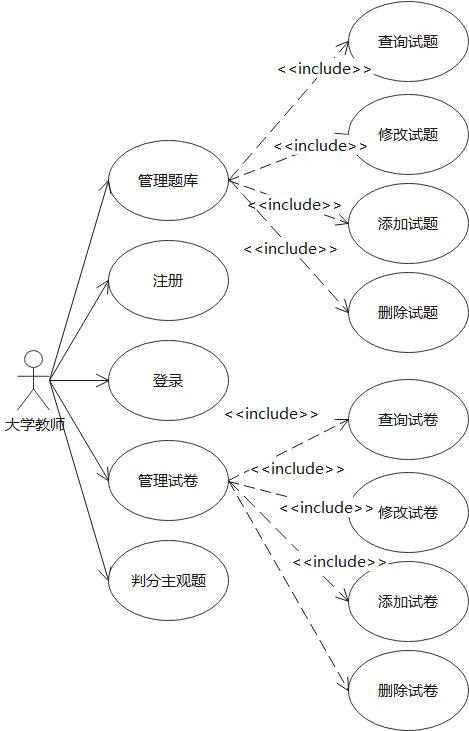 查询试题
<<include>>
修改试题
<<include>>
管理题库
<<include>>
添加试题
<<include>>
注册
删除试题
登录
大学教师
<<include>>
查询试卷
<<include>>
管理试卷
<<include>>
修改试卷
<<include>>
判分主观题
添加试卷
删除试卷